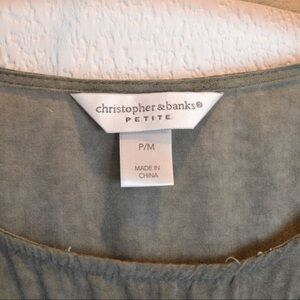 christopher & banks®
PETITE
P/M
MADE IN
CHINA